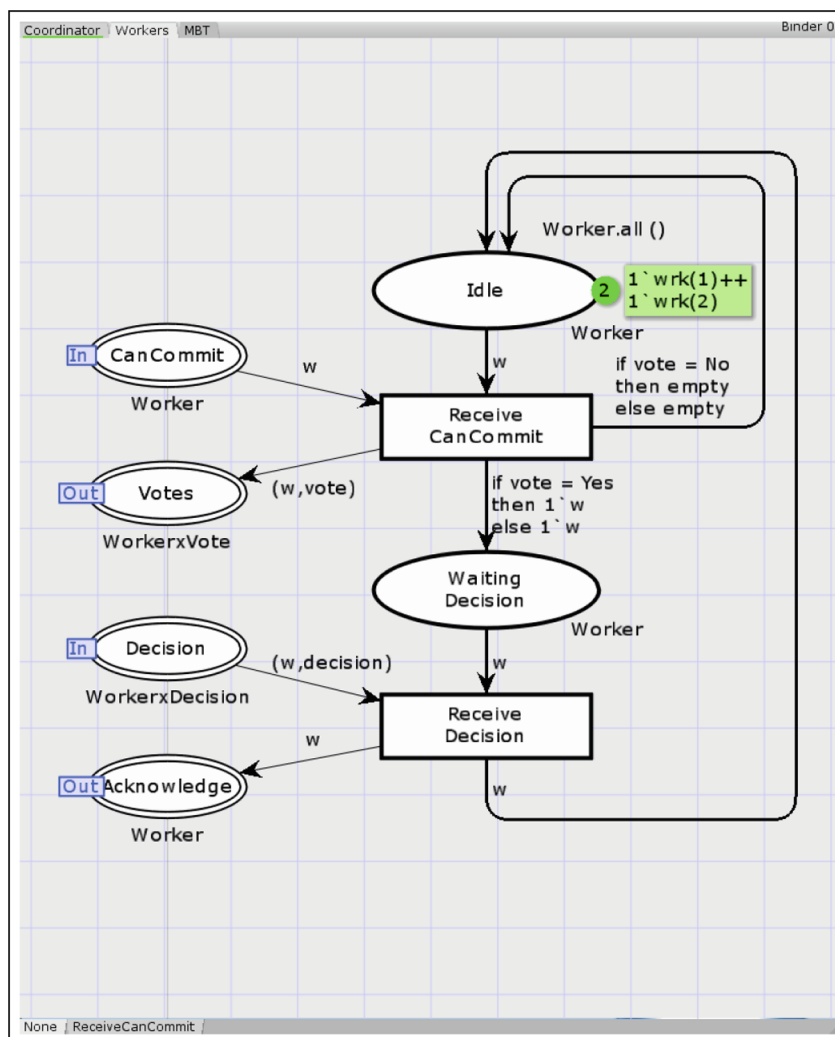 Coordinator Workers MBT Binder 0
Worker.all ()
Idle
2
1`wrk(1)++
1`wrk(2)
Worker
In
CanCommit
Worker
w
w
if vote = No
then empty
else empty
Receive
CanCommit
Out
Votes
(w,vote)
WorkerxVote
if vote = Yes
then 1`w
else 1`w
Waiting
Decision
Worker
In
Decision
(w,decision)
WorkerxDecision
w
Receive
Decision
w
Out
Acknowledge
Worker
w
None ReceiveCanCommit